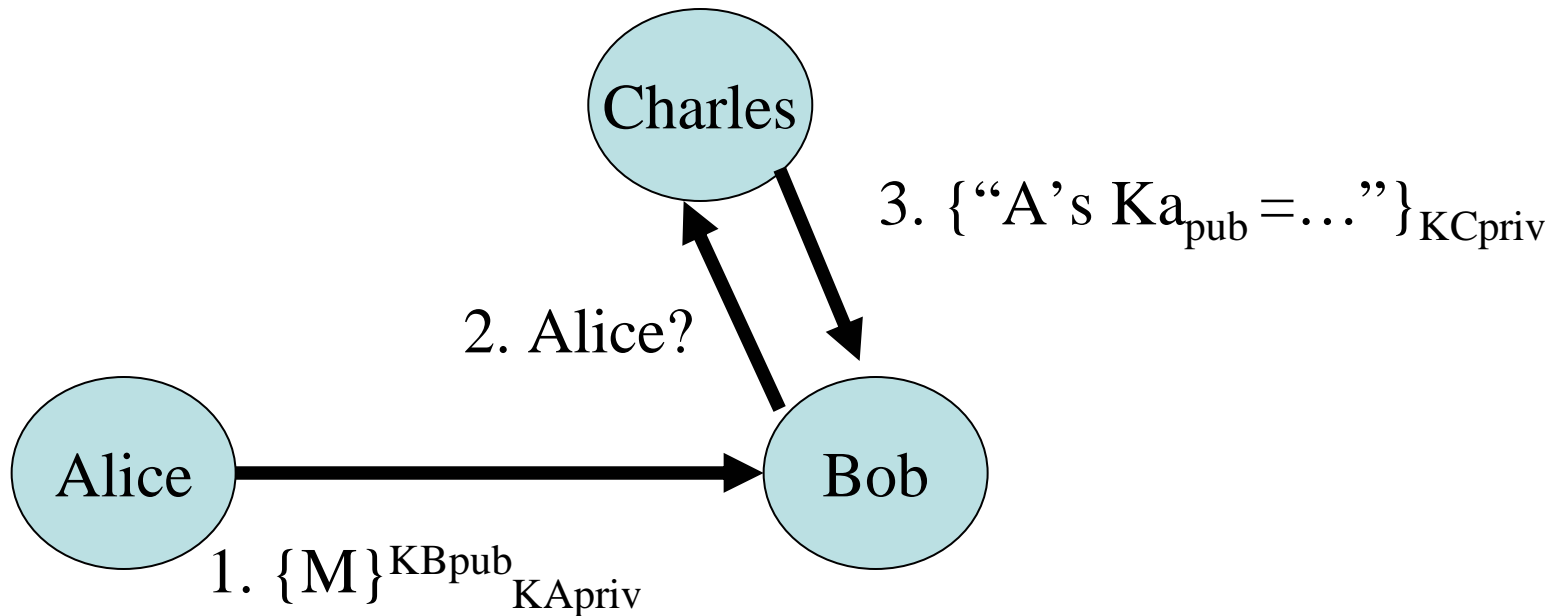 Charles
3. {“A’s Ka_pub =…”}_KCpriv
2. Alice?
Alice
Bob
1. {M}^KBpub_KApriv